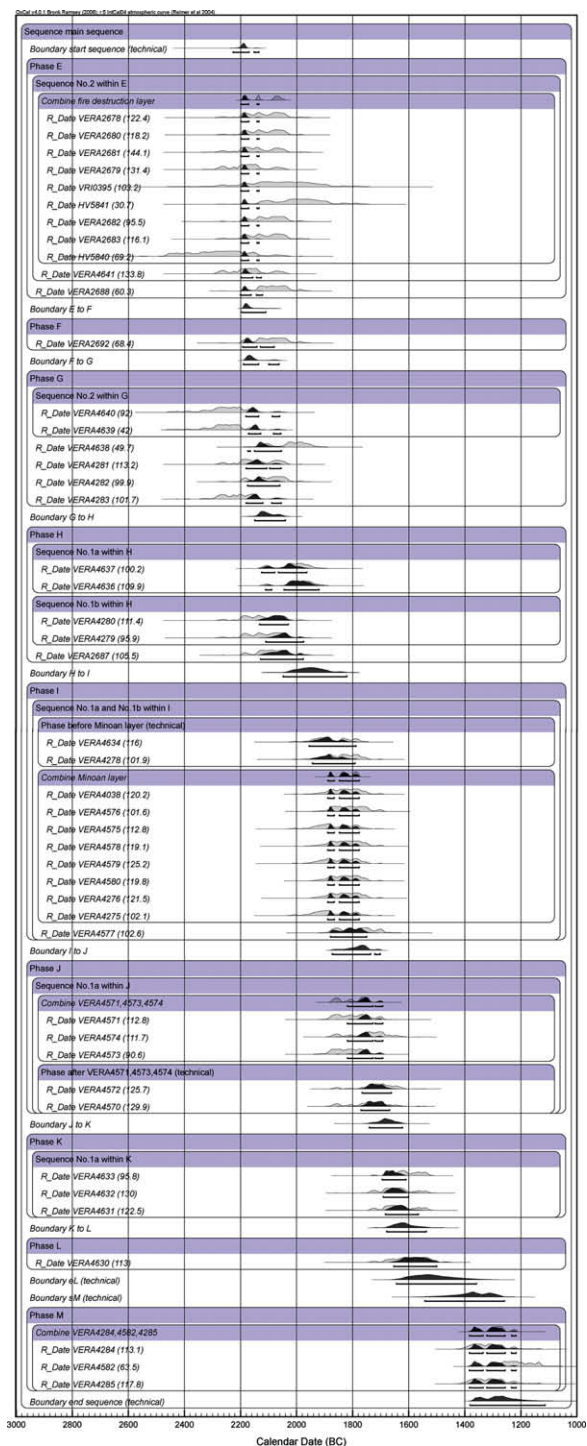 OxCal v4.0.1 Bronk Ramsey (2006); r:5 IntCal04 atmospheric curve (Reimer et al 2004)
Sequence main sequence
Boundary start sequence (technical)
Phase E
Sequence No.2 within E
Combine fire destruction layer
R_Date VERA2678 (122.4)
R_Date VERA2680 (118.2)
R_Date VERA2681 (144.1)
R_Date VERA2679 (131.4)
R_Date VRI0395 (103.2)
R_Date HV5841 (30.7)
R_Date VERA2682 (95.5)
R_Date VERA2683 (116.1)
R_Date HV5840 (69.2)
R_Date VERA4641 (133.8)
R_Date VERA2688 (60.3)
Boundary E to F
Phase F
R_Date VERA2692 (68.4)
Boundary F to G
Phase G
Sequence No.2 within G
R_Date VERA4640 (92)
R_Date VERA4639 (42)
R_Date VERA4638 (49.7)
R_Date VERA4281 (113.2)
R_Date VERA4282 (99.9)
R_Date VERA4283 (101.7)
Boundary G to H
Phase H
Sequence No.1a within H
R_Date VERA4637 (100.2)
R_Date VERA4636 (109.9)
Sequence No.1b within H
R_Date VERA4280 (111.4)
R_Date VERA4279 (95.9)
R_Date VERA2687 (105.5)
Boundary H to I
Phase I
Sequence No.1a and No.1b within I
Phase before Minoan layer (technical)
R_Date VERA4634 (116)
R_Date VERA4278 (101.9)
Combine Minoan layer
R_Date VERA4038 (120.2)
R_Date VERA4576 (101.6)
R_Date VERA4575 (112.8)
R_Date VERA4578 (119.1)
R_Date VERA4579 (125.2)
R_Date VERA4580 (119.8)
R_Date VERA4276 (121.5)
R_Date VERA4275 (102.1)
R_Date VERA4577 (102.6)
Boundary I to J
Phase J
Sequence No.1a within J
Combine VERA4571,4573,4574
R_Date VERA4571 (112.8)
R_Date VERA4574 (111.7)
R_Date VERA4573 (90.6)
Phase after VERA4571,4573,4574 (technical)
R_Date VERA4572 (125.7)
R_Date VERA4570 (129.9)
Boundary J to K
Phase K
Sequence No.1a within K
R_Date VERA4633 (95.8)
R_Date VERA4632 (130)
R_Date VERA4631 (122.5)
Boundary K to L
Phase L
R_Date VERA4630 (113)
Boundary eL (technical)
Boundary sM (technical)
Phase M
Combine VERA4284,4582,4285
R_Date VERA4284 (113.1)
R_Date VERA4582 (63.5)
R_Date VERA4285 (117.8)
Boundary end sequence (technical)
3000 2800 2600 2400 2200 2000 1800 1600 1400 1200 1000
Calendar Date (BC)